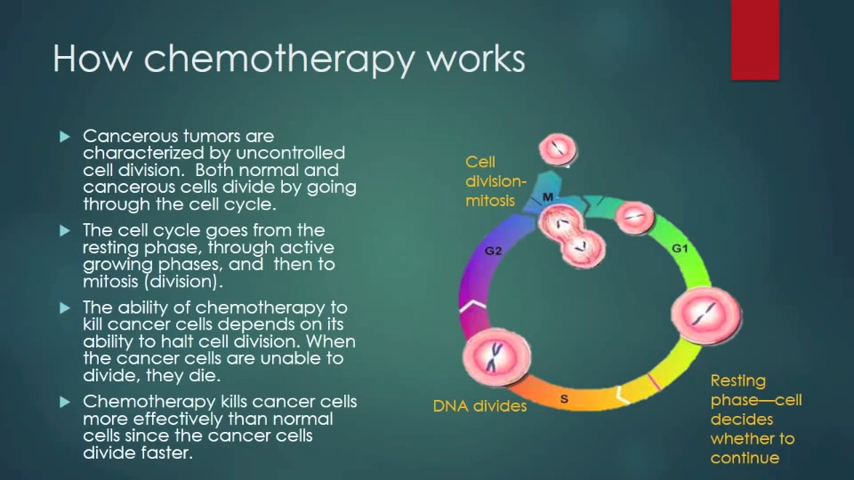 How chemotherapy works
Cancerous tumors are
characterized by uncontrolled
cell division.  Both normal and
cancerous cells divide by going
through the cell cycle.
The cell cycle goes from the
resting phase, through active
growing phases, and  then to
mitosis (division).
The ability of chemotherapy to
kill cancer cells depends on its
ability to halt cell division. When
the cancer cells are unable to
divide, they die.
Chemotherapy kills cancer cells
more effectively than normal
cells since the cancer cells
divide faster.
Cell
division-
mitosis
M
G2
G1
S
DNA divides
Resting
phase—cell
decides
whether to
continue